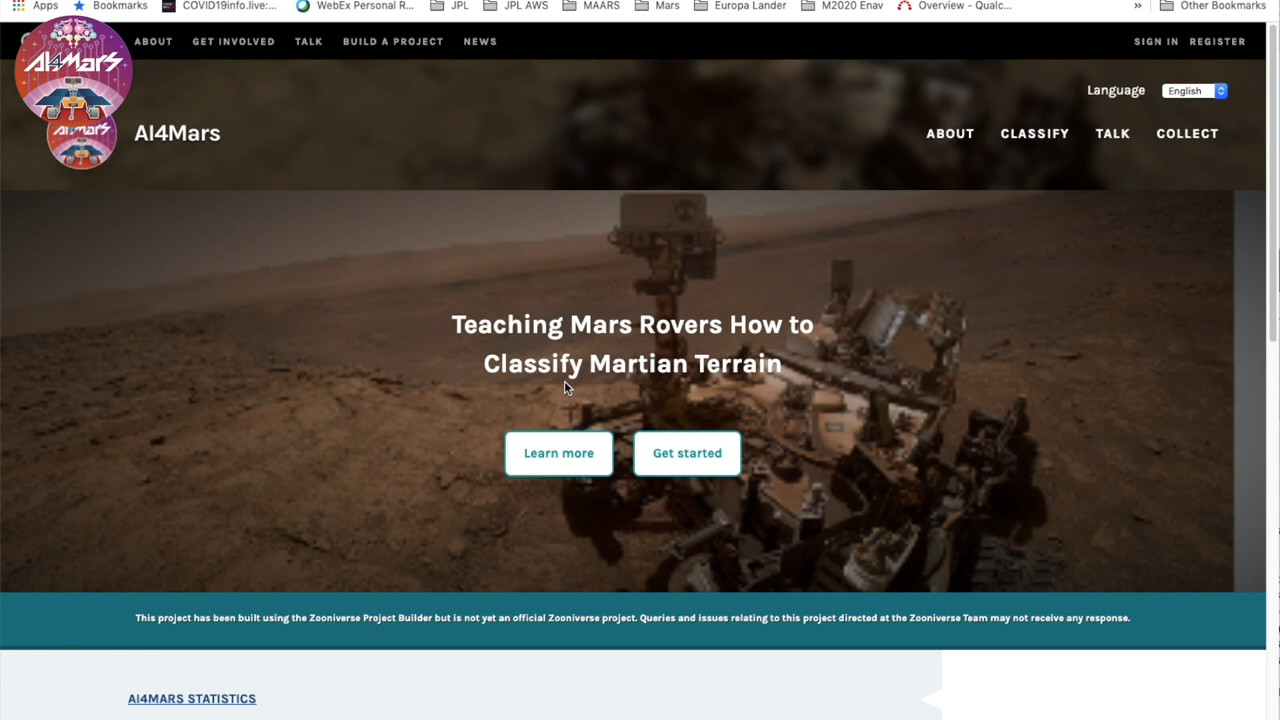 Apps Bookmarks COVID19info.live:... WebEx Personal R... JPL JPL AWS MAARS Mars Europa Lander M2020 Enav Overview - Qualc... » Other Bookmarks
ABOUT GET INVOLVED TALK BUILD A PROJECT NEWS SIGN IN REGISTER
AI4Mars
Language English
AI4Mars
AI4Mars ABOUT CLASSIFY TALK COLLECT
Teaching Mars Rovers How to
Classify Martian Terrain
Learn more Get started
This project has been built using the Zooniverse Project Builder but is not yet an official Zooniverse project. Queries and issues relating to this project directed at the Zooniverse Team may not receive any response.
AI4MARS STATISTICS